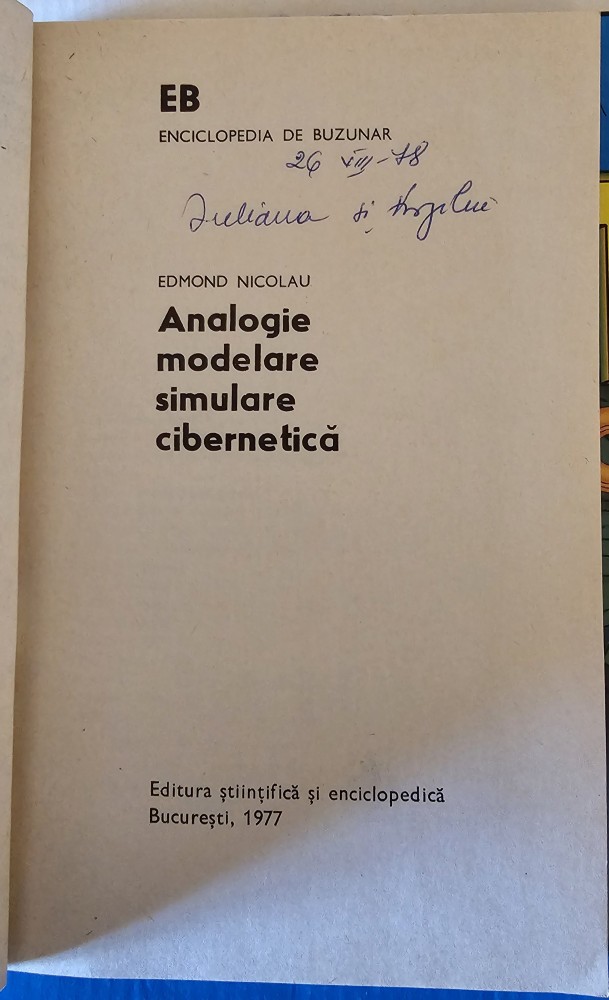 EB
ENCICLOPEDIA DE BUZUNAR
26 VIII-78
Iuliana și
EDMOND NICOLAU
Analogie
modelare
simulare
cibernetică
Editura științifică și enciclopedică
București, 1977